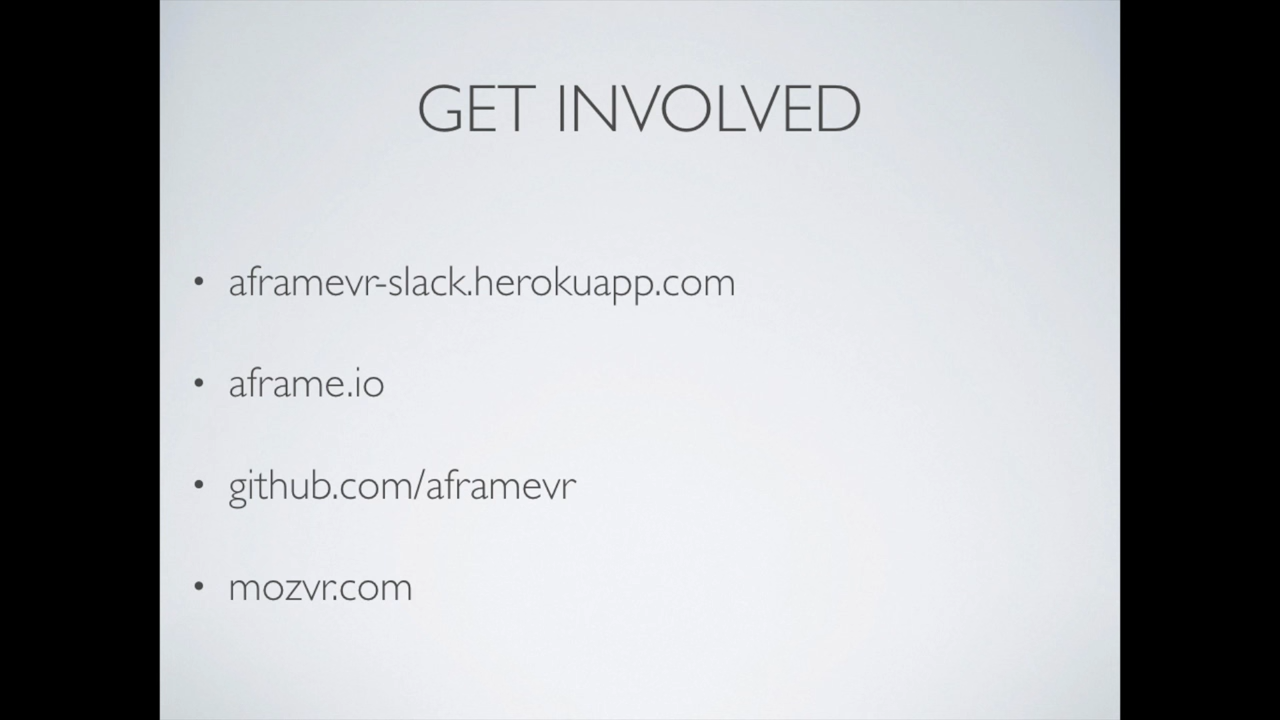 GET INVOLVED
• aframevr-slack.herokuapp.com
• aframe.io
• github.com/aframevr
• mozvr.com